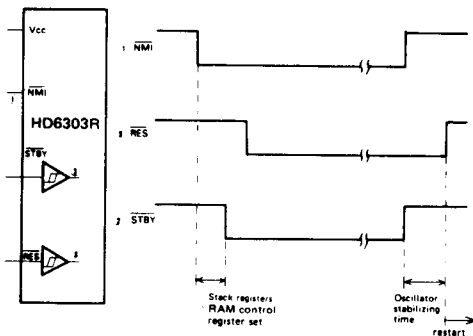 Vcc
NMI
HD6303R
STBY
RES
1 NMI
3 RES
2 STBY
Stack registers
RAM control
register set
Oscillator
stabilizing
time
restart